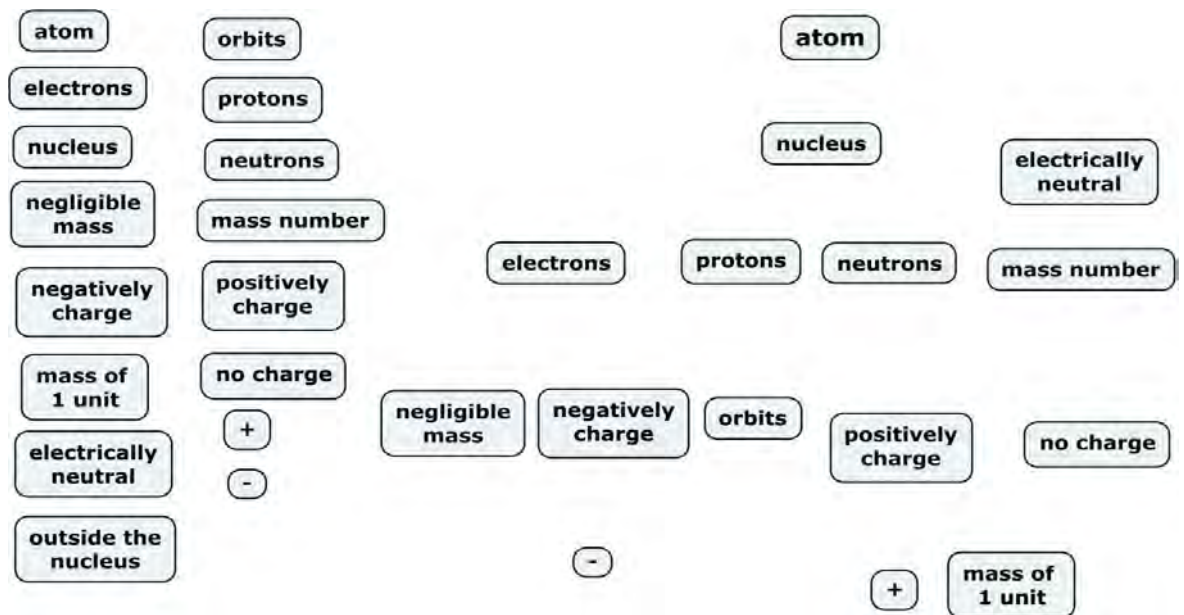 atom
electrons
nucleus
negligible
mass
negatively
charge
mass of
1 unit
electrically
neutral
outside the
nucleus
orbits
protons
neutrons
mass number
positively
charge
no charge
+
-
atom
nucleus
electrically
neutral
electrons
protons
neutrons
mass number
negligible
mass
negatively
charge
orbits
positively
charge
no charge
-
+
mass of
1 unit